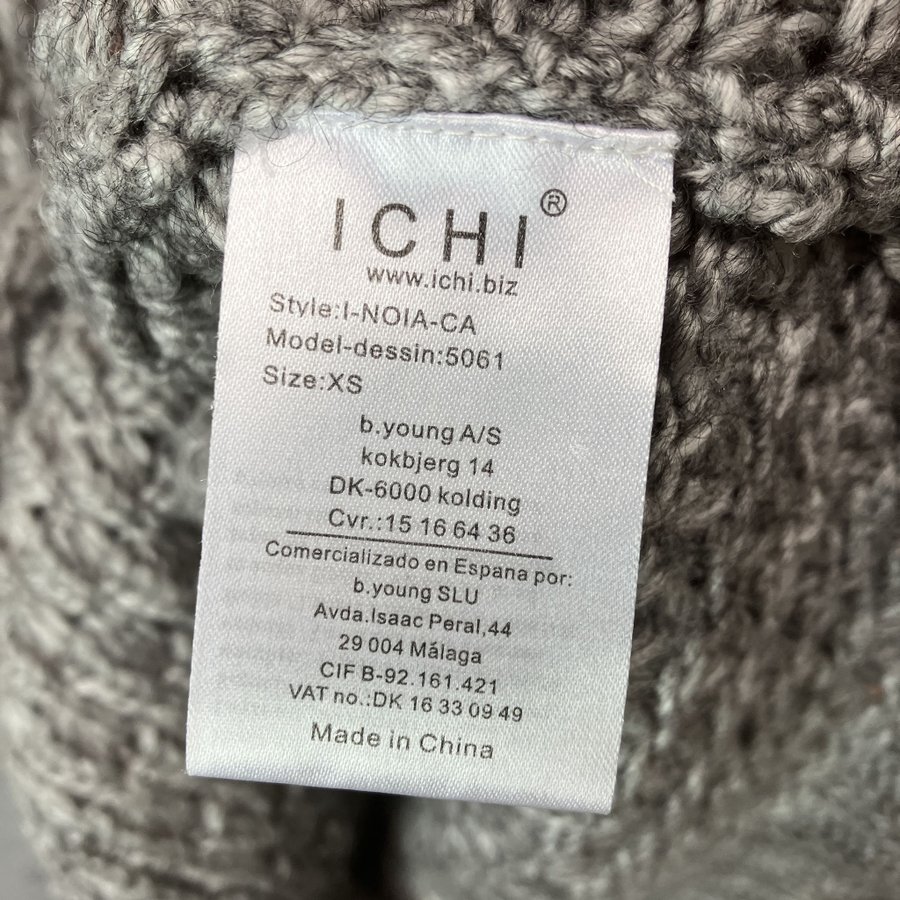 ICHI®
www.ichi.biz
Style:I-NOIA-CA
Model-dessin:5061
Size:XS
b.young A/S
kokbjerg 14
DK-6000 kolding
Cvr.:15 16 64 36
Comercializado en Espana por:
b.young SLU
Avda.Isaac Peral,44
29 004 Málaga
CIF B-92.161.421
VAT no.:DK 16 33 09 49
Made in China